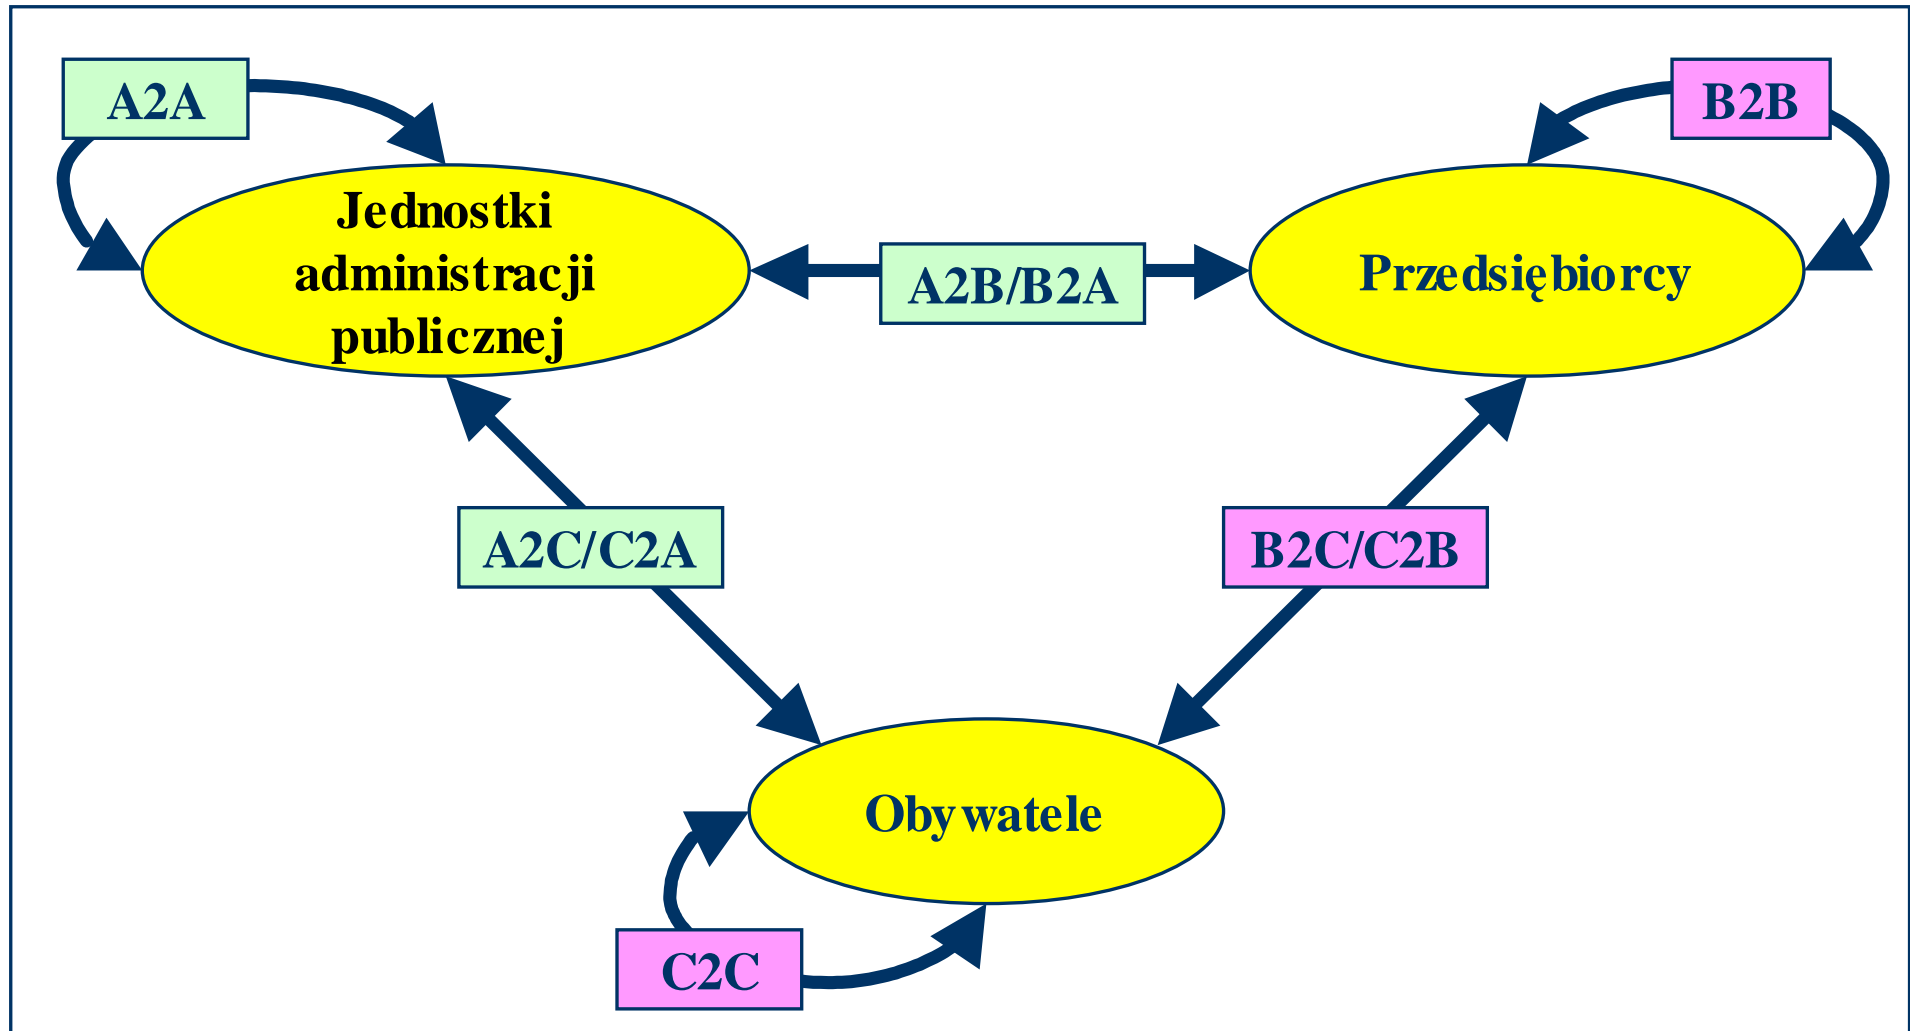 A2A
B2B
Jednostki
administracji
publicznej
A2B/B2A
Przedsiębiorcy
A2C/C2A
B2C/C2B
Obywatele
C2C